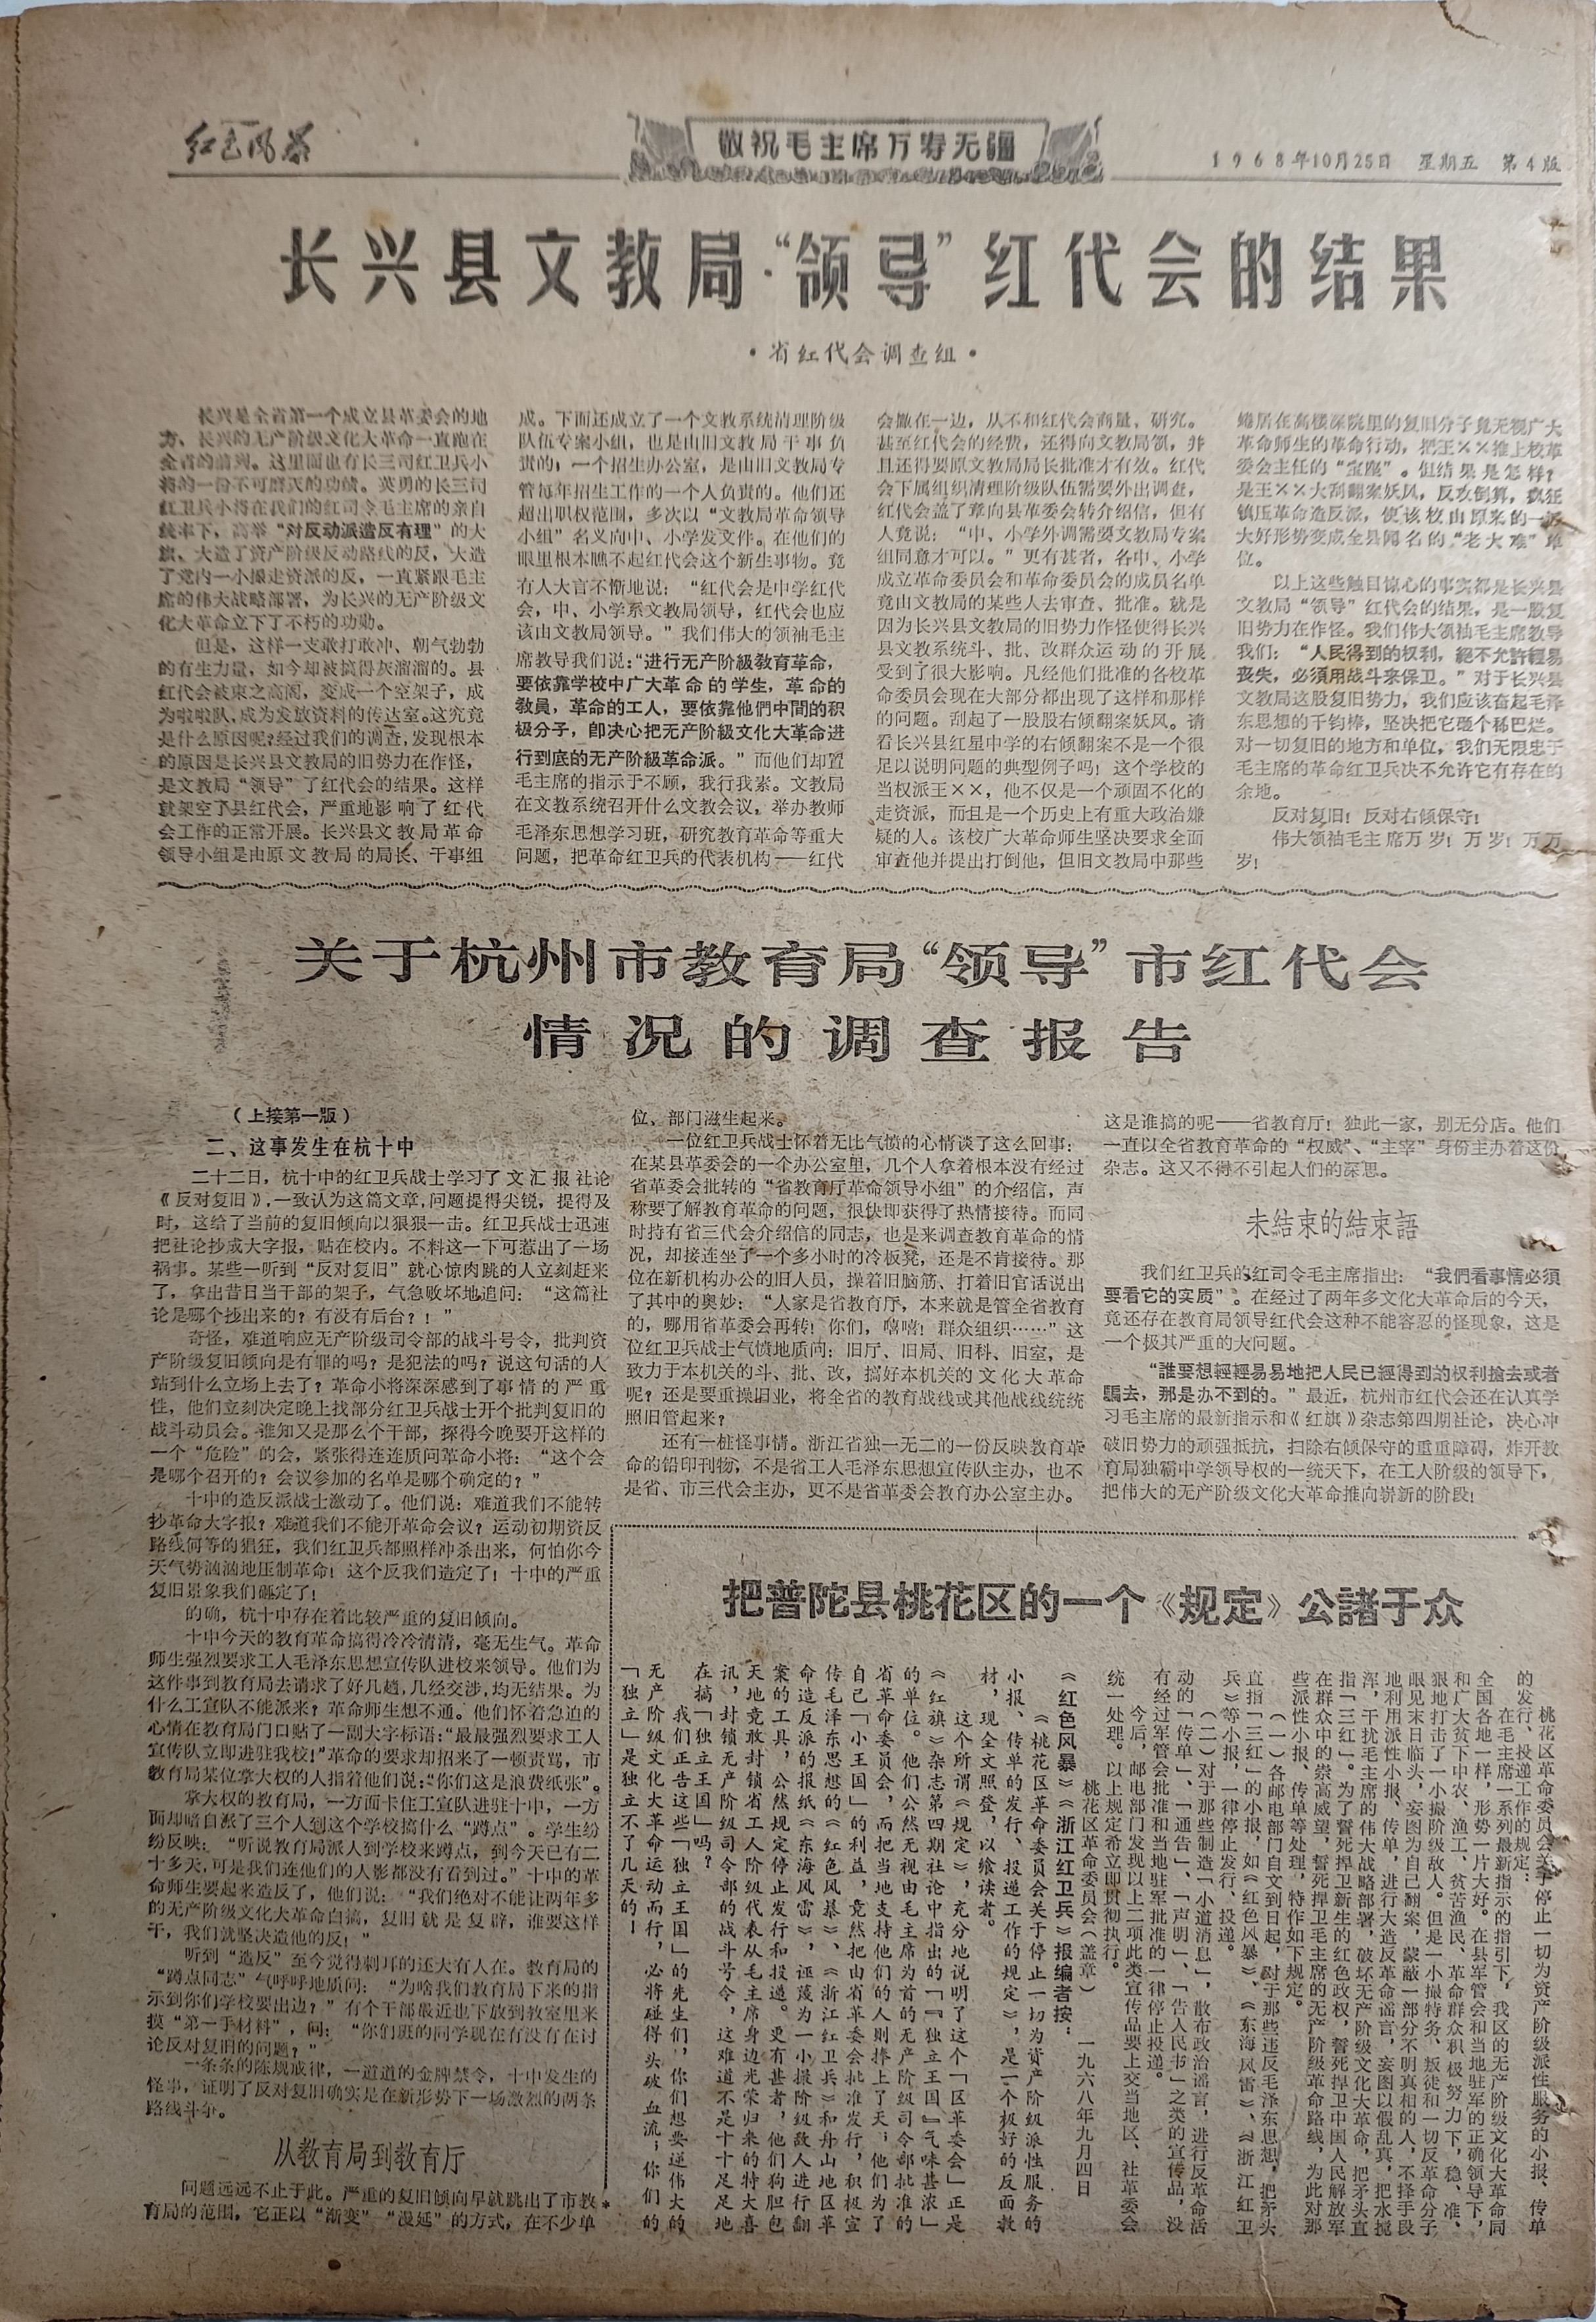 红色风暴
敬祝毛主席万寿无疆
1968年10月25日 星期五 第4版
长兴县文教局“领导”红代会的结果
·省红代会调查组·
长兴是全省第一个成立县革委会的地
方，长兴的无产阶级文化大革命一直跑在
全省的前列。这里面也有长三司红卫兵小
将的一份不可磨灭的功绩。英勇的长三司
红卫兵小将在我们的红司令毛主席的亲自
统率下，高举“对反动派造反有理”的大
旗，大造了资产阶级反动路线的反，大造
了党内一小撮走资派的反，一直紧跟毛主
席的伟大战略部署，为长兴的无产阶级文
化大革命立下了不朽的功勋。
但是，这样一支敢打敢冲、朝气勃勃
的有生力量，如今却被搞得灰溜溜的。县
红代会被束之高阁，变成一个空架子，成
为啦啦队，成为发放资料的传达室。这究竟
是什么原因呢？经过我们的调查，发现根本
的原因是长兴县文教局的旧势力在作怪，
是文教局“领导”了红代会的结果。这样
就架空了县红代会，严重地影响了红代
会工作的正常开展。长兴县文教局革命
领导小组是由原文教局的局长、干事组
成。下面还成立了一个文教系统清理阶级
队伍专案小组，也是由旧文教局干事负
责的；一个招生办公室，是由旧文教局专
管每年招生工作的一个人负责的。他们还
超出职权范围，多次以“文教局革命领导
小组”名义向中、小学发文件。在他们的
眼里根本瞧不起红代会这个新生事物。竟
有人大言不惭地说：“红代会是中学红代
会，中、小学系文教局领导，红代会也应
该由文教局领导。”我们伟大的领袖毛主
席教导我们说：“进行无产阶級敎育革命，
要依靠学校中广大革命的学生，革命的
敎員，革命的工人，要依靠他們中間的积
极分子，卽决心把无产阶級文化大革命进
行到底的无产阶級革命派。”而他们却置
毛主席的指示于不顾，我行我素。文教局
在文教系统召开什么文教会议，举办教师
毛泽东思想学习班，研究教育革命等重大
问题，把革命红卫兵的代表机构——红代
会撇在一边，从不和红代会商量、研究。
甚至红代会的经费，还得向文教局领，并
且还得要原文教局局长批准才有效。红代
会下属组织清理阶级队伍需要外出调查，
红代会盖了章向县革委会转介绍信，但有
人竟说：“中、小学外调需要文教局专案
组同意才可以。”更有甚者，各中、小学
成立革命委员会和革命委员会的成员名单
竟由文教局的某些人去审查、批准。就是
因为长兴县文教局的旧势力作怪使得长兴
县文教系统斗、批、改群众运动的开展
受到了很大影响。凡经他们批准的各校革
命委员会现在大部分都出现了这样和那样
的问题。刮起了一股股右倾翻案妖风。请
看长兴县红星中学的右倾翻案不是一个很
足以说明问题的典型例子吗！这个学校的
当权派王××，他不仅是一个顽固不化的
走资派，而且是一个历史上有重大政治嫌
疑的人。该校广大革命师生坚决要求全面
审查他并提出打倒他，但旧文教局中那些
蜷居在高楼深院里的复旧分子竟无视广大
革命师生的革命行动，把王××推上校革
委会主任的“宝座”。但结果是怎样？
是王××大刮翻案妖风，反攻倒算，疯狂
镇压革命造反派，使该校由原来的一派
大好形势变成全县闻名的“老大难”单
位。
以上这些触目惊心的事实都是长兴县
文教局“领导”红代会的结果，是一股复
旧势力在作怪。我们伟大领袖毛主席教导
我们：“人民得到的权利，絕不允許輕易
丧失，必須用战斗来保卫。”对于长兴县
文教局这股复旧势力，我们应该奋起毛泽
东思想的千钧棒，坚决把它砸个稀巴烂。
对一切复旧的地方和单位，我们无限忠于
毛主席的革命红卫兵决不允许它有存在的
余地。
反对复旧！反对右倾保守！
伟大领袖毛主席万岁！万岁！万万
岁！
关于杭州市教育局“领导”市红代会
情况的调查报告
（上接第一版）
二、这事发生在杭十中
二十二日，杭十中的红卫兵战士学习了文汇报社论
《反对复旧》，一致认为这篇文章，问题提得尖锐，提得及
时，这给了当前的复旧倾向以狠狠一击。红卫兵战士迅速
把社论抄成大字报，贴在校内。不料这一下可惹出了一场
祸事。某些一听到“反对复旧”就心惊肉跳的人立刻赶来
了，拿出昔日当干部的架子，气急败坏地追问：“这篇社
论是哪个抄出来的？有没有后台？！”
奇怪，难道响应无产阶级司令部的战斗号令，批判资
产阶级复旧倾向是有罪的吗？是犯法的吗？说这句话的人
站到什么立场上去了？革命小将深深感到了事情的严重
性，他们立刻决定晚上找部分红卫兵战士开个批判复旧的
战斗动员会。谁知又是那么个干部，探得今晚要开这样的
一个“危险”的会，紧张得连连质问革命小将：“这个会
是哪个召开的？会议参加的名单是哪个确定的？”
十中的造反派战士激动了。他们说：难道我们不能转
抄革命大字报？难道我们不能开革命会议？运动初期资反
路线何等的猖狂，我们红卫兵都照样冲杀出来，何怕你今
天气势汹汹地压制革命！这个反我们造定了！十中的严重
复旧景象我们砸定了！
的确，杭十中存在着比较严重的复旧倾向。
十中今天的教育革命搞得冷冷清清，毫无生气。革命
师生强烈要求工人毛泽东思想宣传队进校来领导。他们为
这件事到教育局去请求了好几趟，几经交涉，均无结果。为
什么工宣队不能派来？革命师生想不通。他们怀着急迫的
心情在教育局门口贴了一副大字标语：“最最强烈要求工人
宣传队立即进驻我校！”革命的要求却招来了一顿责骂，市
教育局某位掌大权的人指着他们说：“你们这是浪费纸张”。
掌大权的教育局，一方面卡住工宣队进驻十中，一方
面却暗自派了三个人到这个学校搞什么“蹲点”。学生纷
纷反映：“听说教育局派人到学校来蹲点，到今天已有二
十多天，可是我们连他们的人影都没有看到过。”十中的革
命师生要起来造反了，他们说：“我们绝对不能让两年多
的无产阶级文化大革命白搞，复旧就是复辟，谁要这样
干，我们就坚决造他的反！”
听到“造反”至今觉得刺耳的还大有人在。教育局的
“蹲点同志”气呼呼地质问：“为啥我们教育局下来的指
示到你们学校要出边？”有个干部最近也下放到教室里来
摸“第一手材料”，问：“你们班的同学现在有没有在讨
论反对复旧的问题？”
一条条的陈规戒律，一道道的金牌禁令，十中发生的
怪事，证明了反对复旧确实是在新形势下一场激烈的两条
路线斗争。
从教育局到教育厅
问题远远不止于此。严重的复旧倾向早就跳出了市教
育局的范围，它正以“渐变”“漫延”的方式，在不少单
位、部门滋生起来。
一位红卫兵战士怀着无比气愤的心情谈了这么回事：
在某县革委会的一个办公室里，几个人拿着根本没有经过
省革委会批转的“省教育厅革命领导小组”的介绍信，声
称要了解教育革命的问题，很快即获得了热情接待。而同
时持有省三代会介绍信的同志，也是来调查教育革命的情
况，却接连坐了一个多小时的冷板凳，还是不肯接待。那
位在新机构办公的旧人员，操着旧脑筋、打着旧官话说出
了其中的奥妙：“人家是省教育厅，本来就是管全省教育
的，哪用省革委会再转！你们，嘻嘻！群众组织……”这
位红卫兵战士气愤地质问：旧厅、旧局、旧科、旧室，是
致力于本机关的斗、批、改，搞好本机关的文化大革命
呢？还是要重操旧业，将全省的教育战线或其他战线统统
照旧管起来？
还有一桩怪事情。浙江省独一无二的一份反映教育革
命的铅印刊物，不是省工人毛泽东思想宣传队主办，也不
是省、市三代会主办，更不是省革委会教育办公室主办。
这是谁搞的呢——省教育厅！独此一家，别无分店。他们
一直以全省教育革命的“权威”、“主宰”身份主办着这份
杂志。这又不得不引起人们的深思。
未結束的結束語
我们红卫兵的红司令毛主席指出：“我們看事情必須
要看它的实质”。在经过了两年多文化大革命后的今天，
竟还存在教育局领导红代会这种不能容忍的怪现象，这是
一个极其严重的大问题。
“誰要想輕輕易易地把人民已經得到的权利搶去或者
騙去，那是办不到的。”最近，杭州市红代会还在认真学
习毛主席的最新指示和《红旗》杂志第四期社论，决心冲
破旧势力的顽强抵抗，扫除右倾保守的重重障碍，炸开教
育局独霸中学领导权的一统天下，在工人阶级的领导下，
把伟大的无产阶级文化大革命推向崭新的阶段！
把普陀县桃花区的一个《规定》公諸于众
桃花区革命委员会关于停止一切为资产阶级派性服务的小报、传单
的发行、投递工作的规定：
在毛主席一系列最新指示的指引下，我区的无产阶级文化大革命同
全国各地一样，形势一片大好。在县军管会和当地驻军的正确领导下，
和广大贫下中农、渔工、贫苦渔民、革命群众积极努力下，稳、准、
狠地打击了一小撮阶级敌人。但是一小撮特务、叛徒和一切反革命分子
眼见末日临头，妄图为自己翻案，蒙蔽一部分不明真相的人，不择手段
地利用派性小报、传单，进行大造反革命谣言，妄图以假乱真，把水搅
浑，干扰毛主席的伟大战略部署，破坏无产阶级文化大革命，把矛头直
指“三红”。为了誓死捍卫新生的红色政权，誓死捍卫中国人民解放军
在群众中的崇高威望，誓死捍卫毛主席的无产阶级革命路线，为此对那
些派性小报、传单等处理，特作如下规定。
（一）各邮电部门自文到日起，对于那些违反毛泽东思想，把矛头
直指“三红”的小报，如《红色风暴》、《东海风雷》、《浙江红卫
兵》等小报，一律停止发行、投递。
（二）对于那些制造“小道消息”，散布政治谣言，进行反革命活
动的“传单”、“通告”、“声明”、“告人民书”之类的宣传品，没
有经过军管会批准和当地驻军批准的一律停止投递。
今后，邮电部门发现以上二项此类宣传品要上交当地区、社革委会
统一处理。以上规定希立即贯彻执行。
桃花区革命委员会（盖章） 一九六八年九月四日
《红色风暴》《浙江红卫兵》报编者按：
《桃花区革命委员会关于停止一切为资产阶级派性服务的
小报、传单的发行、投递工作的规定》，是一个极好的反面教
材，现全文照登，以飨读者。
这个所谓《规定》，充分地说明了这个“区革委会”正是
《红旗》杂志第四期社论中指出的“『独立王国』气味甚浓”
的单位。他们公然无视由毛主席为首的无产阶级司令部批准的
省革命委员会，而把当地支持他们的人则捧上了天；他们为了
自己“小王国”的利益，竟然把由省革委会批准发行，积极宣
传毛泽东思想的《红色风暴》、《浙江红卫兵》和舟山地区革
命造反派的报纸《东海风雷》，诬蔑为一小撮阶级敌人进行翻
案的工具，公然规定停止发行和投递。更有甚者，他们狗胆包
天地竟敢封锁省工人阶级代表从毛主席身边光荣归来的特大喜
讯，封锁无产阶级司令部的战斗号令，这难道不是十十足足地
在搞“独立王国”吗？
我们正告这些“独立王国”的先生们，你们想要逆伟大的
无产阶级文化大革命运动而行，必将碰得头破血流；你们的
“独立”是独立不了几天的！